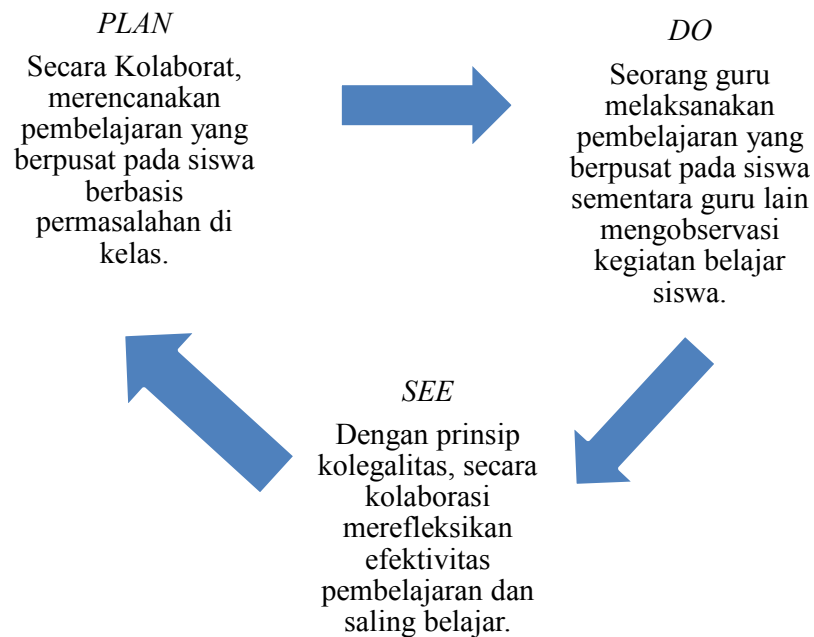 PLAN
Secara Kolaborat,
merencanakan
pembelajaran yang
berpusat pada siswa
berbasis
permasalahan di
kelas.
DO
Seorang guru
melaksanakan
pembelajaran yang
berpusat pada siswa
sementara guru lain
mengobservasi
kegiatan belajar
siswa.
SEE
Dengan prinsip
kolegalitas, secara
kolaborasi
merefleksikan
efektivitas
pembelajaran dan
saling belajar.